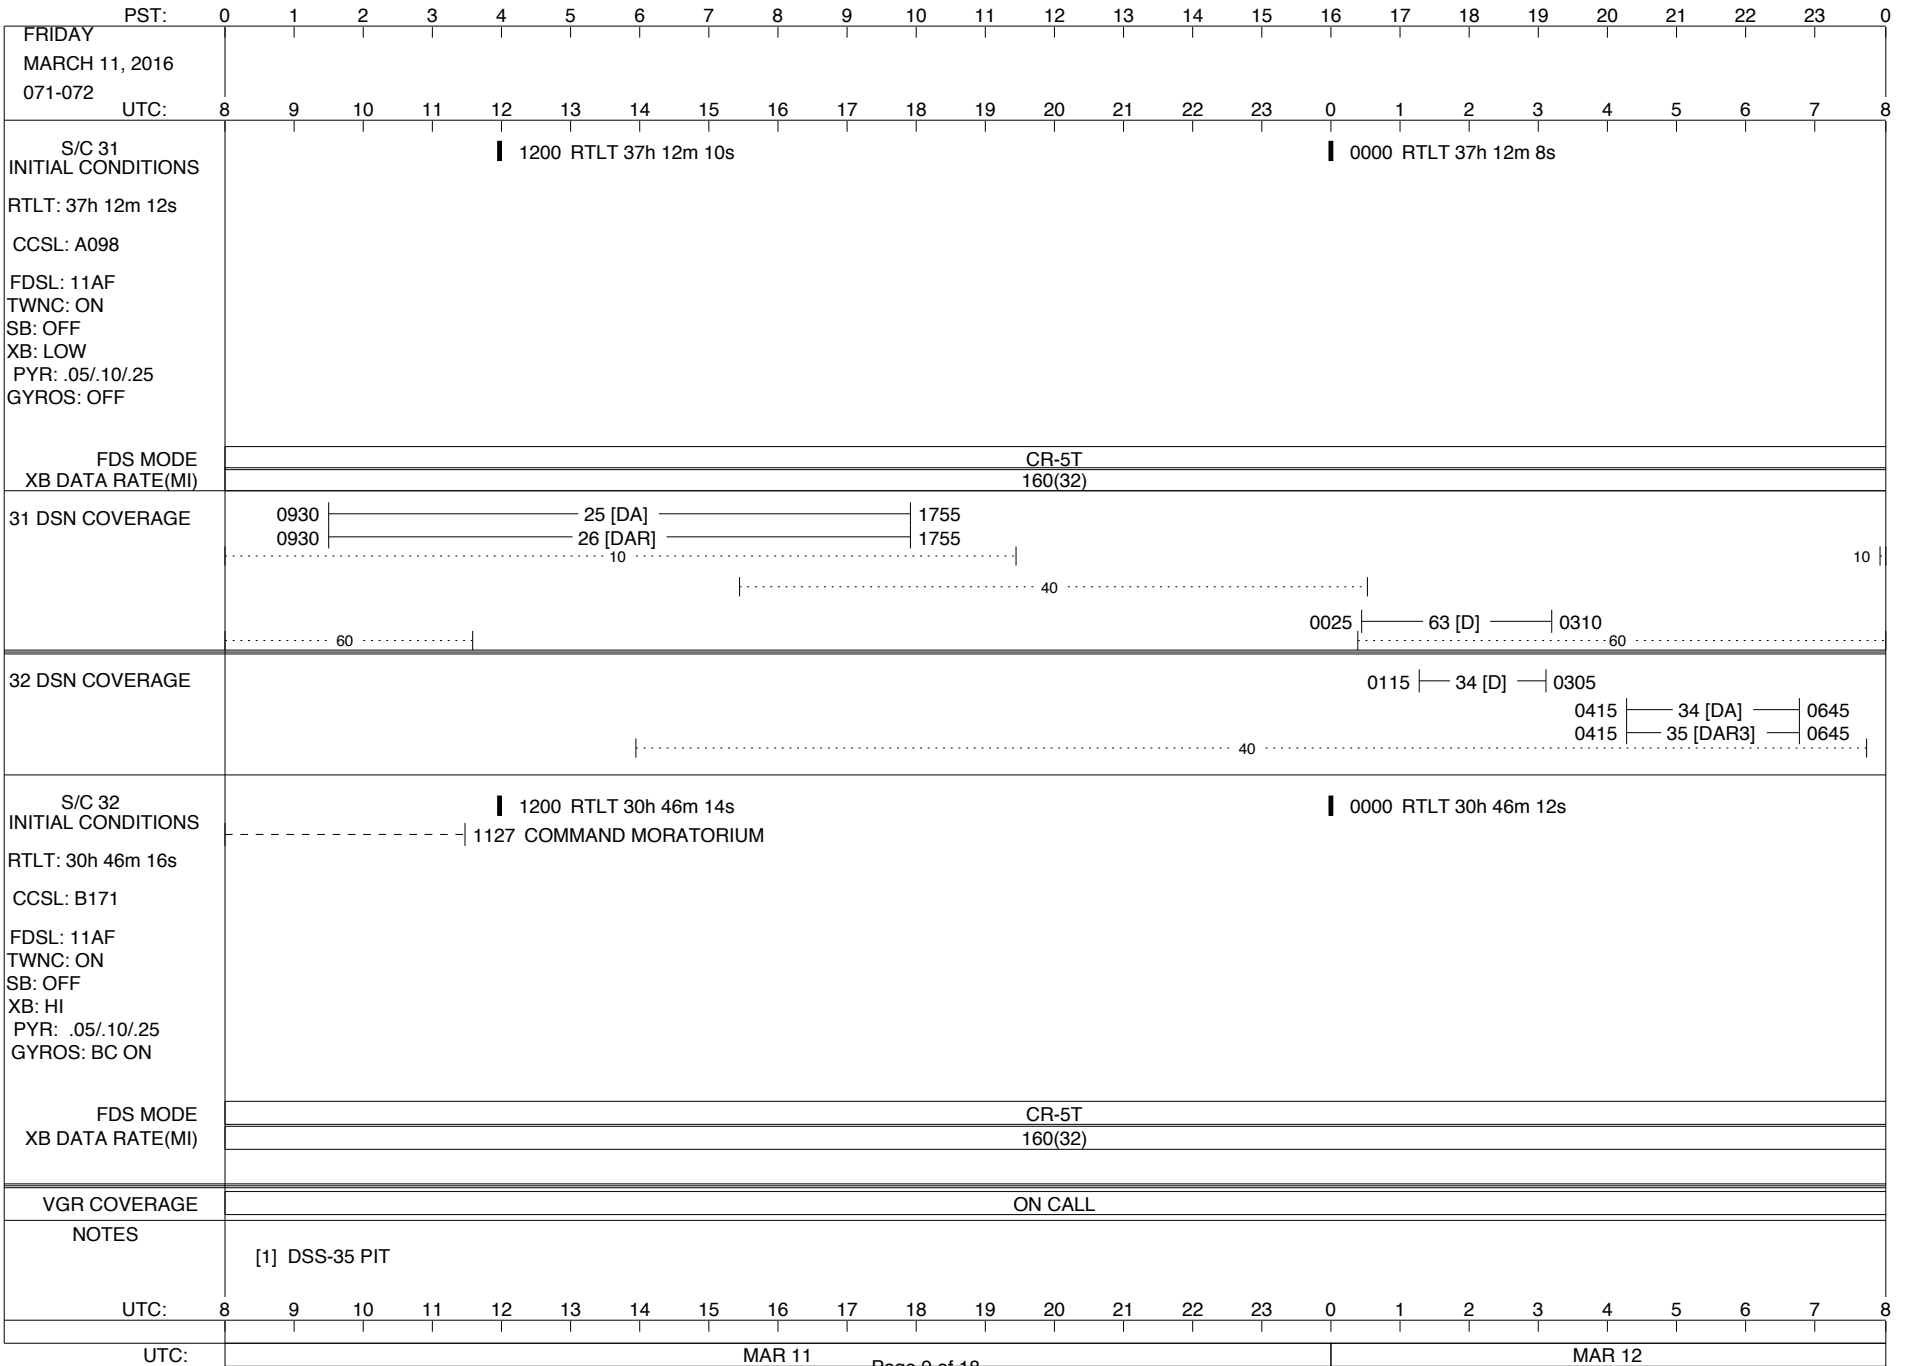 PST: 0 1 2 3 4 5 6 7 8 9 10 11 12 13 14 15 16 17 18 19 20 21 22 23 0
FRIDAY
MARCH 11, 2016
071-072
UTC: 8 9 10 11 12 13 14 15 16 17 18 19 20 21 22 23 0 1 2 3 4 5 6 7 8
S/C 31
INITIAL CONDITIONS
1200 RTLT 37h 12m 10s
0000 RTLT 37h 12m 8s
RTLT: 37h 12m 12s
CCSL: A098
FDSL: 11AF
TWNC: ON
SB: OFF
XB: LOW
PYR: .05/.10/.25
GYROS: OFF
FDS MODE CR-5T
XB DATA RATE(MI) 160(32)
31 DSN COVERAGE
0930 25 [DA] 1755
0930 26 [DAR] 1755
10 10
40
0025 63 [D] 0310
60 60
32 DSN COVERAGE
0115 34 [D] 0305
0415 34 [DA] 0645
0415 35 [DAR3] 0645
40
S/C 32
INITIAL CONDITIONS
1200 RTLT 30h 46m 14s
0000 RTLT 30h 46m 12s
1127 COMMAND MORATORIUM
RTLT: 30h 46m 16s
CCSL: B171
FDSL: 11AF
TWNC: ON
SB: OFF
XB: HI
PYR: .05/.10/.25
GYROS: BC ON
FDS MODE CR-5T
XB DATA RATE(MI) 160(32)
VGR COVERAGE ON CALL
NOTES
[1] DSS-35 PIT
UTC: 8 9 10 11 12 13 14 15 16 17 18 19 20 21 22 23 0 1 2 3 4 5 6 7 8
UTC: MAR 11 MAR 12
Page 9 of 18